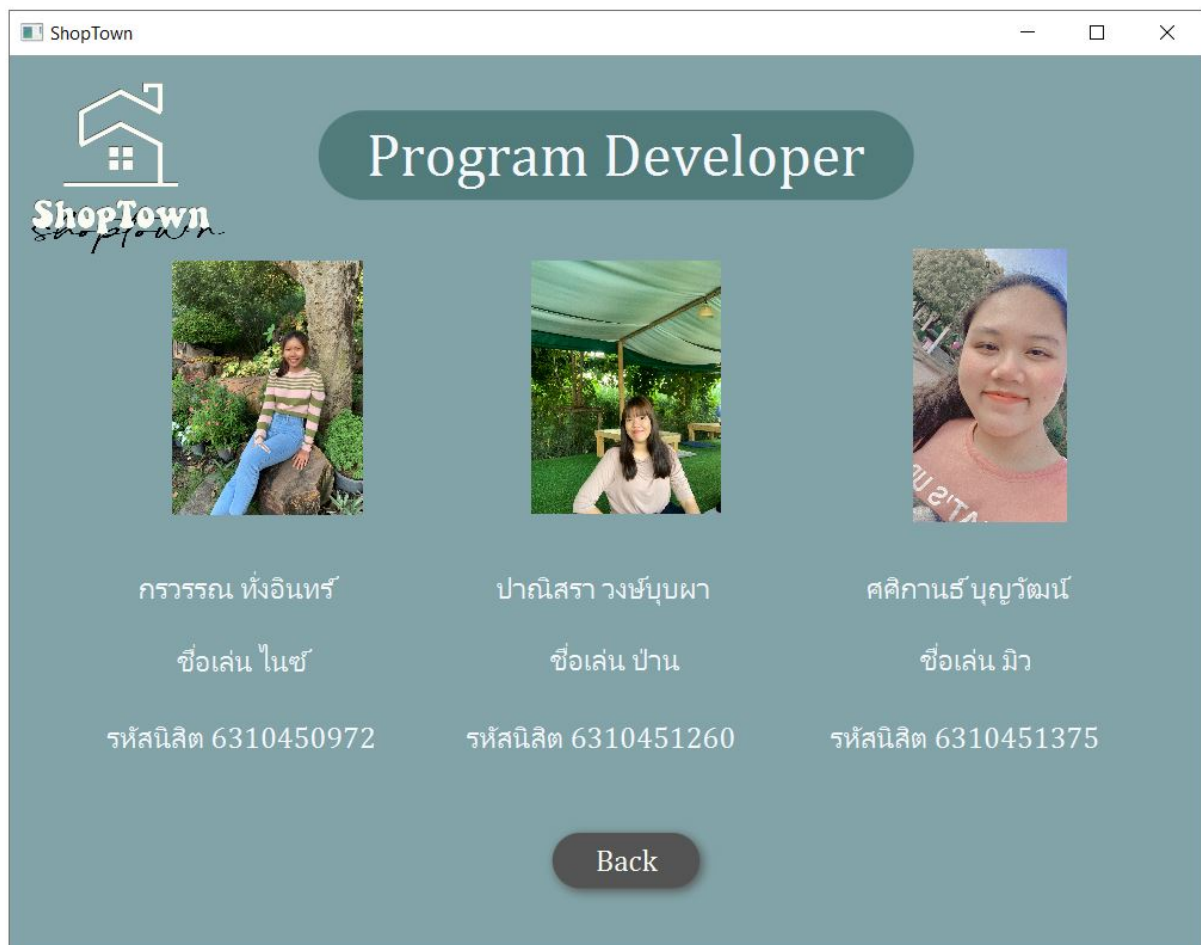 ShopTown
Program Developer
ShopTown
shoptown
กรวรรณ ทั่งอินทร์
ปาณิสรา วงษ์บุบผา
ศศิกานธ์ บุญวัฒน์
ชื่อเล่น ไนซ์
ชื่อเล่น ป่าน
ชื่อเล่น มิว
รหัสนิสิต 6310450972
รหัสนิสิต 6310451260
รหัสนิสิต 6310451375
Back